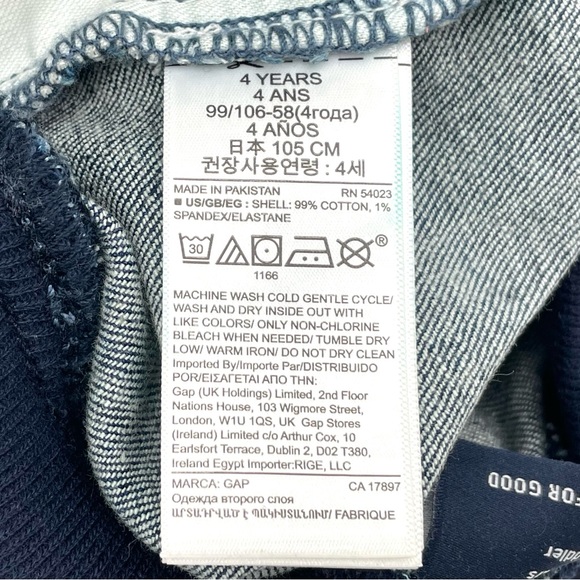 4 YEARS
4 ANS
99/106-58(4года)
4 AÑOS
日本 105 CM
권장사용연령 : 4세
MADE IN PAKISTAN RN 54023
US/GB/EG : SHELL: 99% COTTON, 1%
SPANDEX/ELASTANE
30
®
1166
MACHINE WASH COLD GENTLE CYCLE/
WASH AND DRY INSIDE OUT WITH
LIKE COLORS/ ONLY NON-CHLORINE
BLEACH WHEN NEEDED/ TUMBLE DRY
LOW/ WARM IRON/ DO NOT DRY CLEAN
Imported By/Importe Par/DISTRIBUIDO
POR/ΕΙΣΑΓΕΤΑΙ ΑΠΟ ΤΗΝ:
Gap (UK Holdings) Limited, 2nd Floor
Nations House, 103 Wigmore Street,
London, W1U 1QS, UK Gap Stores
(Ireland) Limited c/o Arthur Cox, 10
Earlsfort Terrace, Dublin 2, D02 T380,
Ireland Egypt Importer:RIGE, LLC
MARCA: GAP CA 17897
Одежда второго слоя
ԱՐՏԱԴՐՎԱԾ Է ՊԱԿԻՍՏԱՆՈՒՄ/ FABRIQUE
FOR GOOD